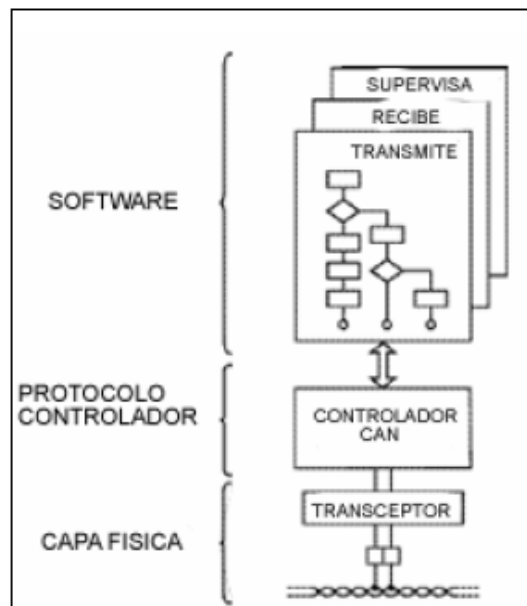 SUPERVISA
RECIBE
TRANSMITE
SOFTWARE
PROTOCOLO
CONTROLADOR
CONTROLADOR
CAN
TRANSCEPTOR
CAPA FISICA